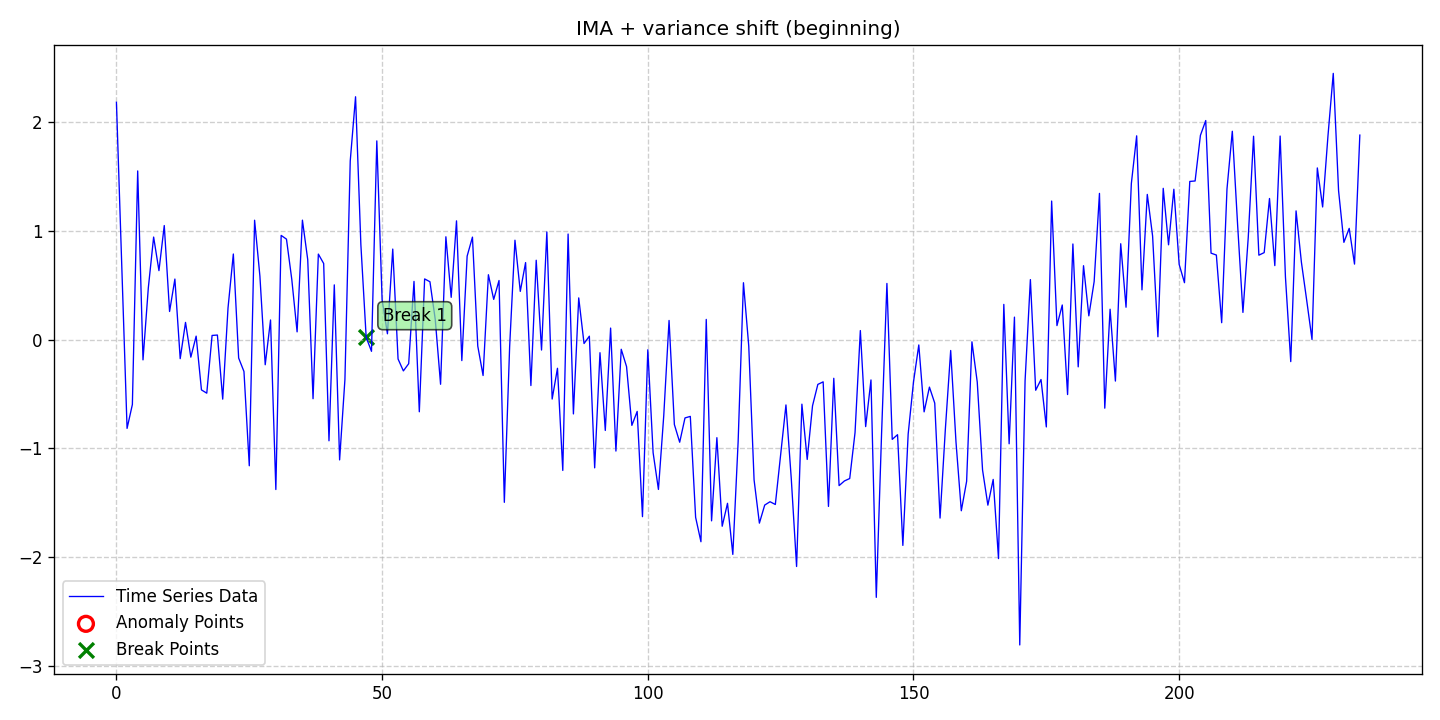 IMA + variance shift (beginning)
2
1
0
−1
−2
−3
Break 1
Time Series Data
Anomaly Points
Break Points
0
50
100
150
200